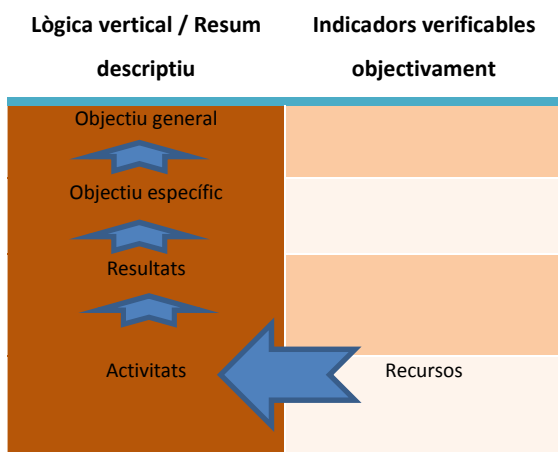 Lògica vertical / Resum
descriptiu
Indicadors verificables
objectivament
Objectiu general
Objectiu específic
Resultats
Activitats
Recursos